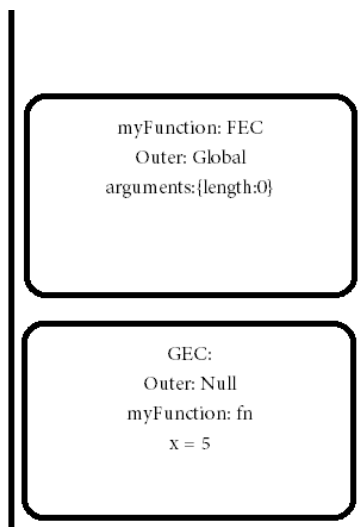 myFunction: FEC
Outer: Global
arguments:{length:0}
GEC:
Outer: Null
myFunction: fn
x = 5